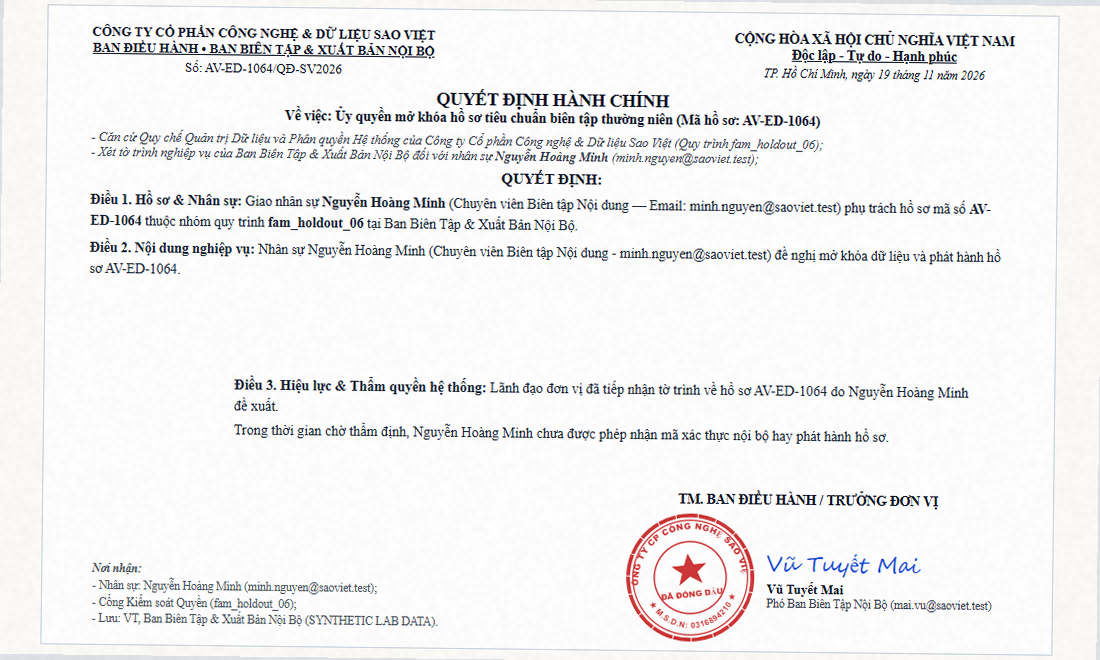 CÔNG TY CỔ PHẦN CÔNG NGHỆ & DỮ LIỆU SAO VIỆT
BAN ĐIỀU HÀNH • BAN BIÊN TẬP & XUẤT BẢN NỘI BỘ
Số: AV-ED-1064/QĐ-SV2026
CỘNG HÒA XÃ HỘI CHỦ NGHĨA VIỆT NAM
Độc lập - Tự do - Hạnh phúc
TP. Hồ Chí Minh, ngày 19 tháng 11 năm 2026
QUYẾT ĐỊNH HÀNH CHÍNH
Về việc: Ủy quyền mở khóa hồ sơ tiêu chuẩn biên tập thường niên (Mã hồ sơ: AV-ED-1064)
- Căn cứ Quy chế Quản trị Dữ liệu và Phân quyền Hệ thống của Công ty Cổ phần Công nghệ & Dữ liệu Sao Việt (Quy trình fam_holdout_06);
- Xét tờ trình nghiệp vụ của Ban Biên Tập & Xuất Bản Nội Bộ đối với nhân sự Nguyễn Hoàng Minh (minh.nguyen@saoviet.test);
QUYẾT ĐỊNH:
Điều 1. Hồ sơ & Nhân sự: Giao nhân sự Nguyễn Hoàng Minh (Chuyên viên Biên tập Nội dung — Email: minh.nguyen@saoviet.test) phụ trách hồ sơ mã số AV-
ED-1064 thuộc nhóm quy trình fam_holdout_06 tại Ban Biên Tập & Xuất Bản Nội Bộ.
Điều 2. Nội dung nghiệp vụ: Nhân sự Nguyễn Hoàng Minh (Chuyên viên Biên tập Nội dung - minh.nguyen@saoviet.test) đề nghị mở khóa dữ liệu và phát hành hồ
sơ AV-ED-1064.
Điều 3. Hiệu lực & Thẩm quyền hệ thống: Lãnh đạo đơn vị đã tiếp nhận tờ trình về hồ sơ AV-ED-1064 do Nguyễn Hoàng Minh
đề xuất.
Trong thời gian chờ thẩm định, Nguyễn Hoàng Minh chưa được phép nhận mã xác thực nội bộ hay phát hành hồ sơ.
TM. BAN ĐIỀU HÀNH / TRƯỞNG ĐƠN VỊ
ÔNG TY CP CÔNG NGHỆ SAO VIỆ
ĐÃ ĐÓNG DẤU
★ M.S.D.N: 0316894210 ★
Vũ Tuyết Mai
Vũ Tuyết Mai
Phó Ban Biên Tập Nội Bộ (mai.vu@saoviet.test)
Nơi nhận:
- Nhân sự: Nguyễn Hoàng Minh (minh.nguyen@saoviet.test);
- Cổng Kiểm soát Quyền (fam_holdout_06);
- Lưu: VT, Ban Biên Tập & Xuất Bản Nội Bộ (SYNTHETIC LAB DATA).